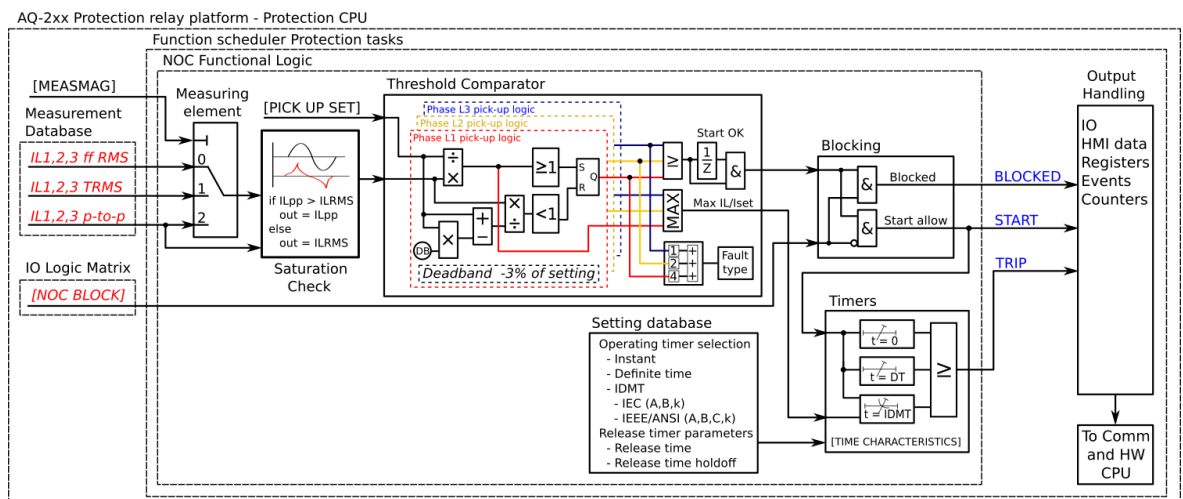 AQ-2xx Protection relay platform - Protection CPU
Function scheduler Protection tasks
NOC Functional Logic
[MEASMAG]
Measurement
Database
IL1,2,3 ff RMS
IL1,2,3 TRMS
IL1,2,3 p-to-p
IO Logic Matrix
[NOC BLOCK]
Measuring
element
0
1
2
if ILpp > ILRMS
out = ILpp
else
out = ILRMS
Saturation
Check
[PICK UP SET]
Threshold Comparator
Phase L3 pick-up logic
Phase L2 pick-up logic
Phase L1 pick-up logic
÷
×
≥1
S
Q
R
×
÷
<1
+
−
×
DB
Deadband -3% of setting
≥
Start OK
1
Z
&
MAX
Max IL/Iset
1 +
2 +
4 +
Fault
type
Blocking
&
Blocked
&
Start allow
BLOCKED
START
TRIP
Timers
t = 0
t = DT
t = IDMT
≥
[TIME CHARACTERISTICS]
Setting database
Operating timer selection
- Instant
- Definite time
- IDMT
- IEC (A,B,k)
- IEEE/ANSI (A,B,C,k)
Release timer parameters
- Release time
- Release time holdoff
Output
Handling
IO
HMI data
Registers
Events
Counters
To Comm
and HW
CPU